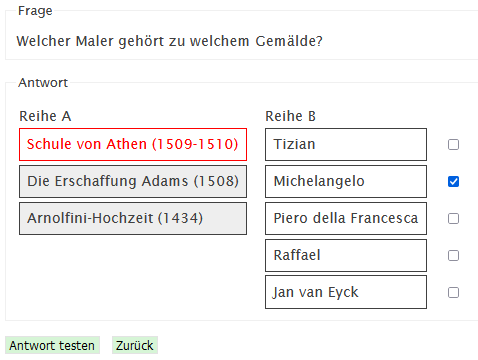 Frage
Welcher Maler gehört zu welchem Gemälde?
Antwort
Reihe A Reihe B
Schule von Athen (1509-1510) Tizian
Die Erschaffung Adams (1508) Michelangelo
Arnolfini-Hochzeit (1434) Piero della Francesca
Raffael
Jan van Eyck
Antwort testen Zurück